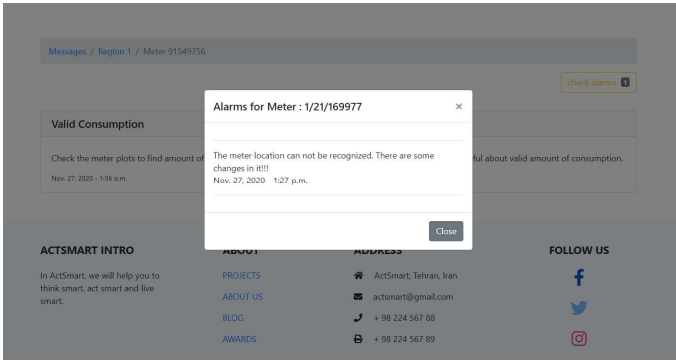 Messages / Region 1 / Meter 91549756
check alarms 1
Alarms for Meter : 1/21/169977 ×
Valid Consumption
The meter location can not be recognized. There are some
changes in it!!!
Nov. 27, 2020 1:27 p.m.
Check the meter plots to find amount of
ful about valid amount of consumption.
Nov. 27, 2020 - 1:36 p.m.
Close
ACTSMART INTRO
In ActSmart, we will help you to
think smart, act smart and live
smart.
ABOUT
PROJECTS
ABOUT US
BLOG
AWARDS
ADDRESS
ActSmart, Tehran, Iran
actsmart@gmail.com
+ 98 224 567 88
+ 98 224 567 89
FOLLOW US